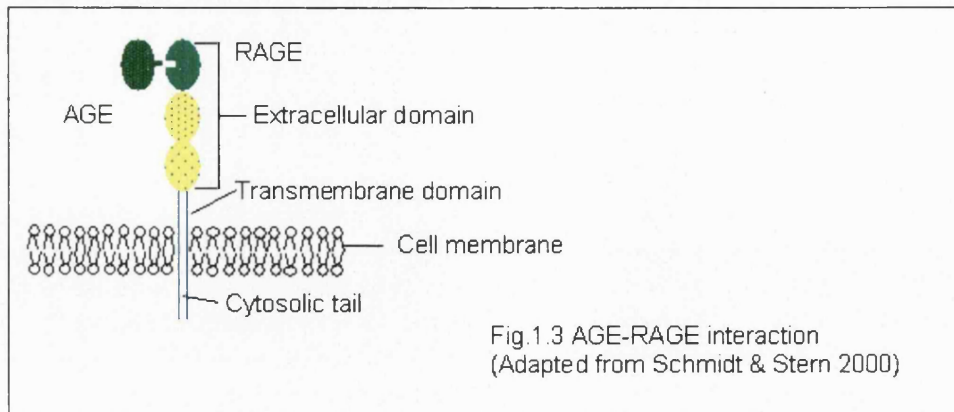 RAGE
AGE
Extracellular domain
Transmembrane domain
Cell membrane
Cytosolic tail
Fig.1.3 AGE-RAGE interaction
(Adapted from Schmidt & Stern 2000)